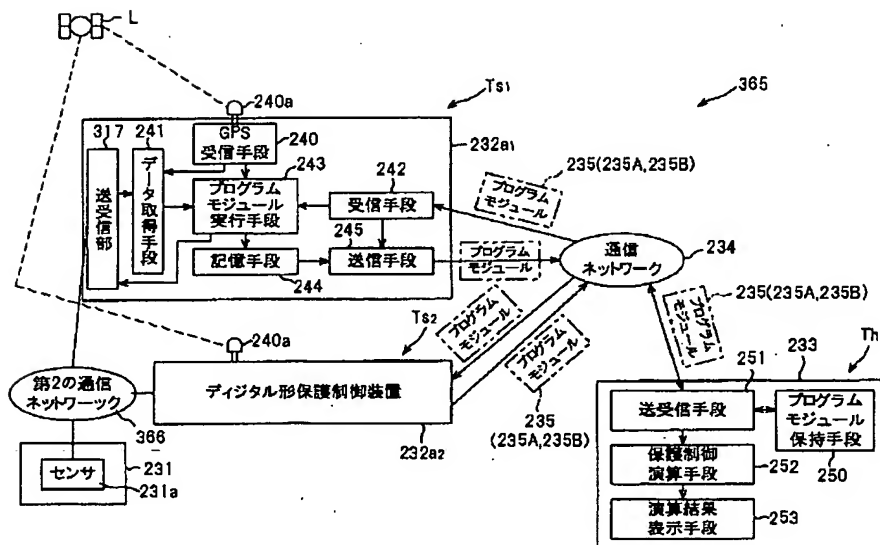 L
365
Ts1
240a
317
241
GPS
受信手段
240
243
232a1
送受信部
データ取得手段
プログラム
モジュール
実行手段
242
受信手段
245
記憶手段
244
送信手段
235(235A,235B)
プログラム
モジュール
プログラム
モジュール
通信
ネットワーク
234
235(235A,235B)
プログラム
モジュール
プログラム
モジュール
プログラム
モジュール
235
(235A,235B)
240a
Ts2
ディジタル形保護制御装置
232a2
第2の通信
ネットワーック
366
センサ
231a
231
Th
233
251
送受信手段
プログラム
モジュール
保持手段
250
保護制御
演算手段
252
演算結果
表示手段
253